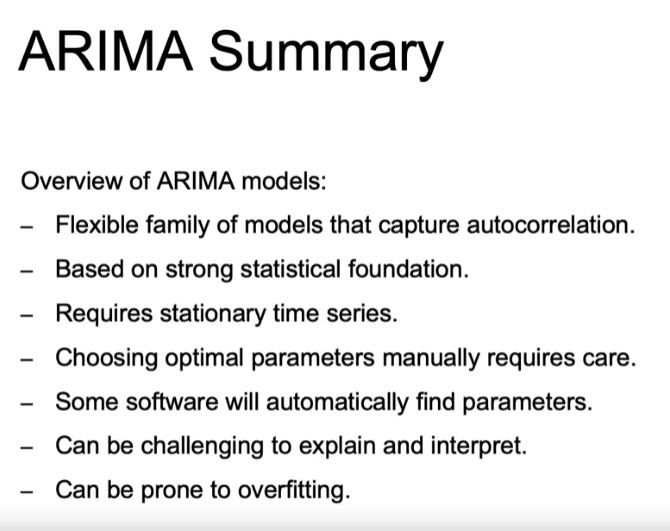 ARIMA Summary
Overview of ARIMA models:
– Flexible family of models that capture autocorrelation.
– Based on strong statistical foundation.
– Requires stationary time series.
– Choosing optimal parameters manually requires care.
– Some software will automatically find parameters.
– Can be challenging to explain and interpret.
– Can be prone to overfitting.